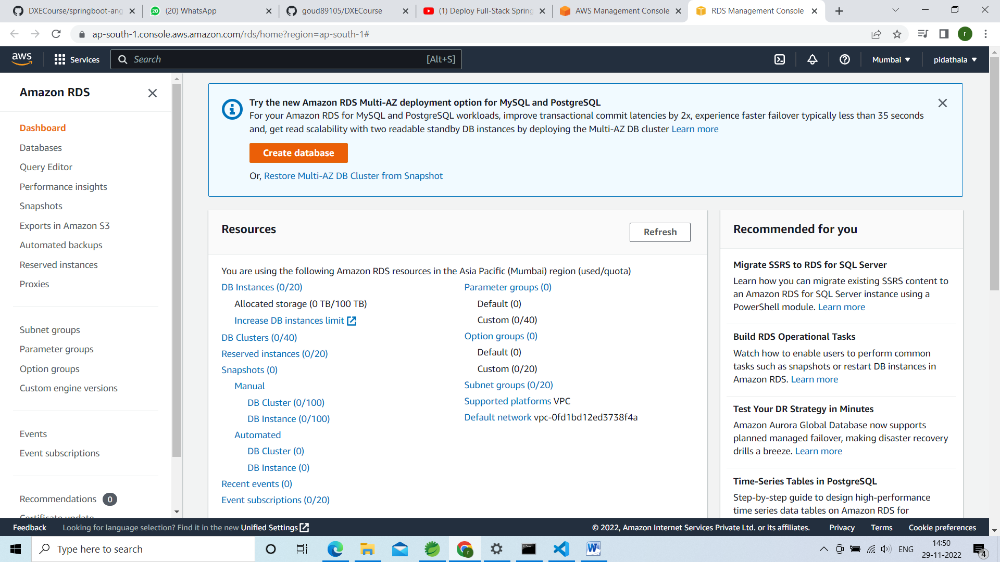 DXECourse/springboot-ang
(20) WhatsApp
goud89105/DXECourse
(1) Deploy Full-Stack Spring
AWS Management Console
RDS Management Console
ap-south-1.console.aws.amazon.com/rds/home?region=ap-south-1#
r
aws
Services
Search
[Alt+S]
Mumbai
pidathala
Amazon RDS
Dashboard
Databases
Query Editor
Performance insights
Snapshots
Exports in Amazon S3
Automated backups
Reserved instances
Proxies
Subnet groups
Parameter groups
Option groups
Custom engine versions
Events
Event subscriptions
Recommendations 0
Certificate update
Try the new Amazon RDS Multi-AZ deployment option for MySQL and PostgreSQL
For your Amazon RDS for MySQL and PostgreSQL workloads, improve transactional commit latencies by 2x, experience faster failover typically less than 35 seconds
and, get read scalability with two readable standby DB instances by deploying the Multi-AZ DB cluster Learn more
Create database
Or, Restore Multi-AZ DB Cluster from Snapshot
Resources
Refresh
You are using the following Amazon RDS resources in the Asia Pacific (Mumbai) region (used/quota)
DB Instances (0/20)
Allocated storage (0 TB/100 TB)
Increase DB instances limit
DB Clusters (0/40)
Reserved instances (0/20)
Snapshots (0)
Manual
DB Cluster (0/100)
DB Instance (0/100)
Automated
DB Cluster (0)
DB Instance (0)
Recent events (0)
Event subscriptions (0/20)
Parameter groups (0)
Default (0)
Custom (0/40)
Option groups (0)
Default (0)
Custom (0/20)
Subnet groups (0/20)
Supported platforms VPC
Default network vpc-0fd1bd12ed3738f4a
Recommended for you
Migrate SSRS to RDS for SQL Server
Learn how you can migrate existing SSRS content to
an Amazon RDS for SQL Server instance using a
PowerShell module. Learn more
Build RDS Operational Tasks
Watch how to enable users to perform common
tasks such as snapshots or restart DB instances in
Amazon RDS. Learn more
Test Your DR Strategy in Minutes
Amazon Aurora Global Database now supports
planned managed failover, making disaster recovery
drills a breeze. Learn more
Time-Series Tables in PostgreSQL
Step-by-step guide to design high-performance
time series data tables on Amazon RDS for
Feedback
Looking for language selection? Find it in the new Unified Settings
© 2022, Amazon Internet Services Private Ltd. or its affiliates.
Privacy
Terms
Cookie preferences
Type here to search
ENG
14:50
29-11-2022
4